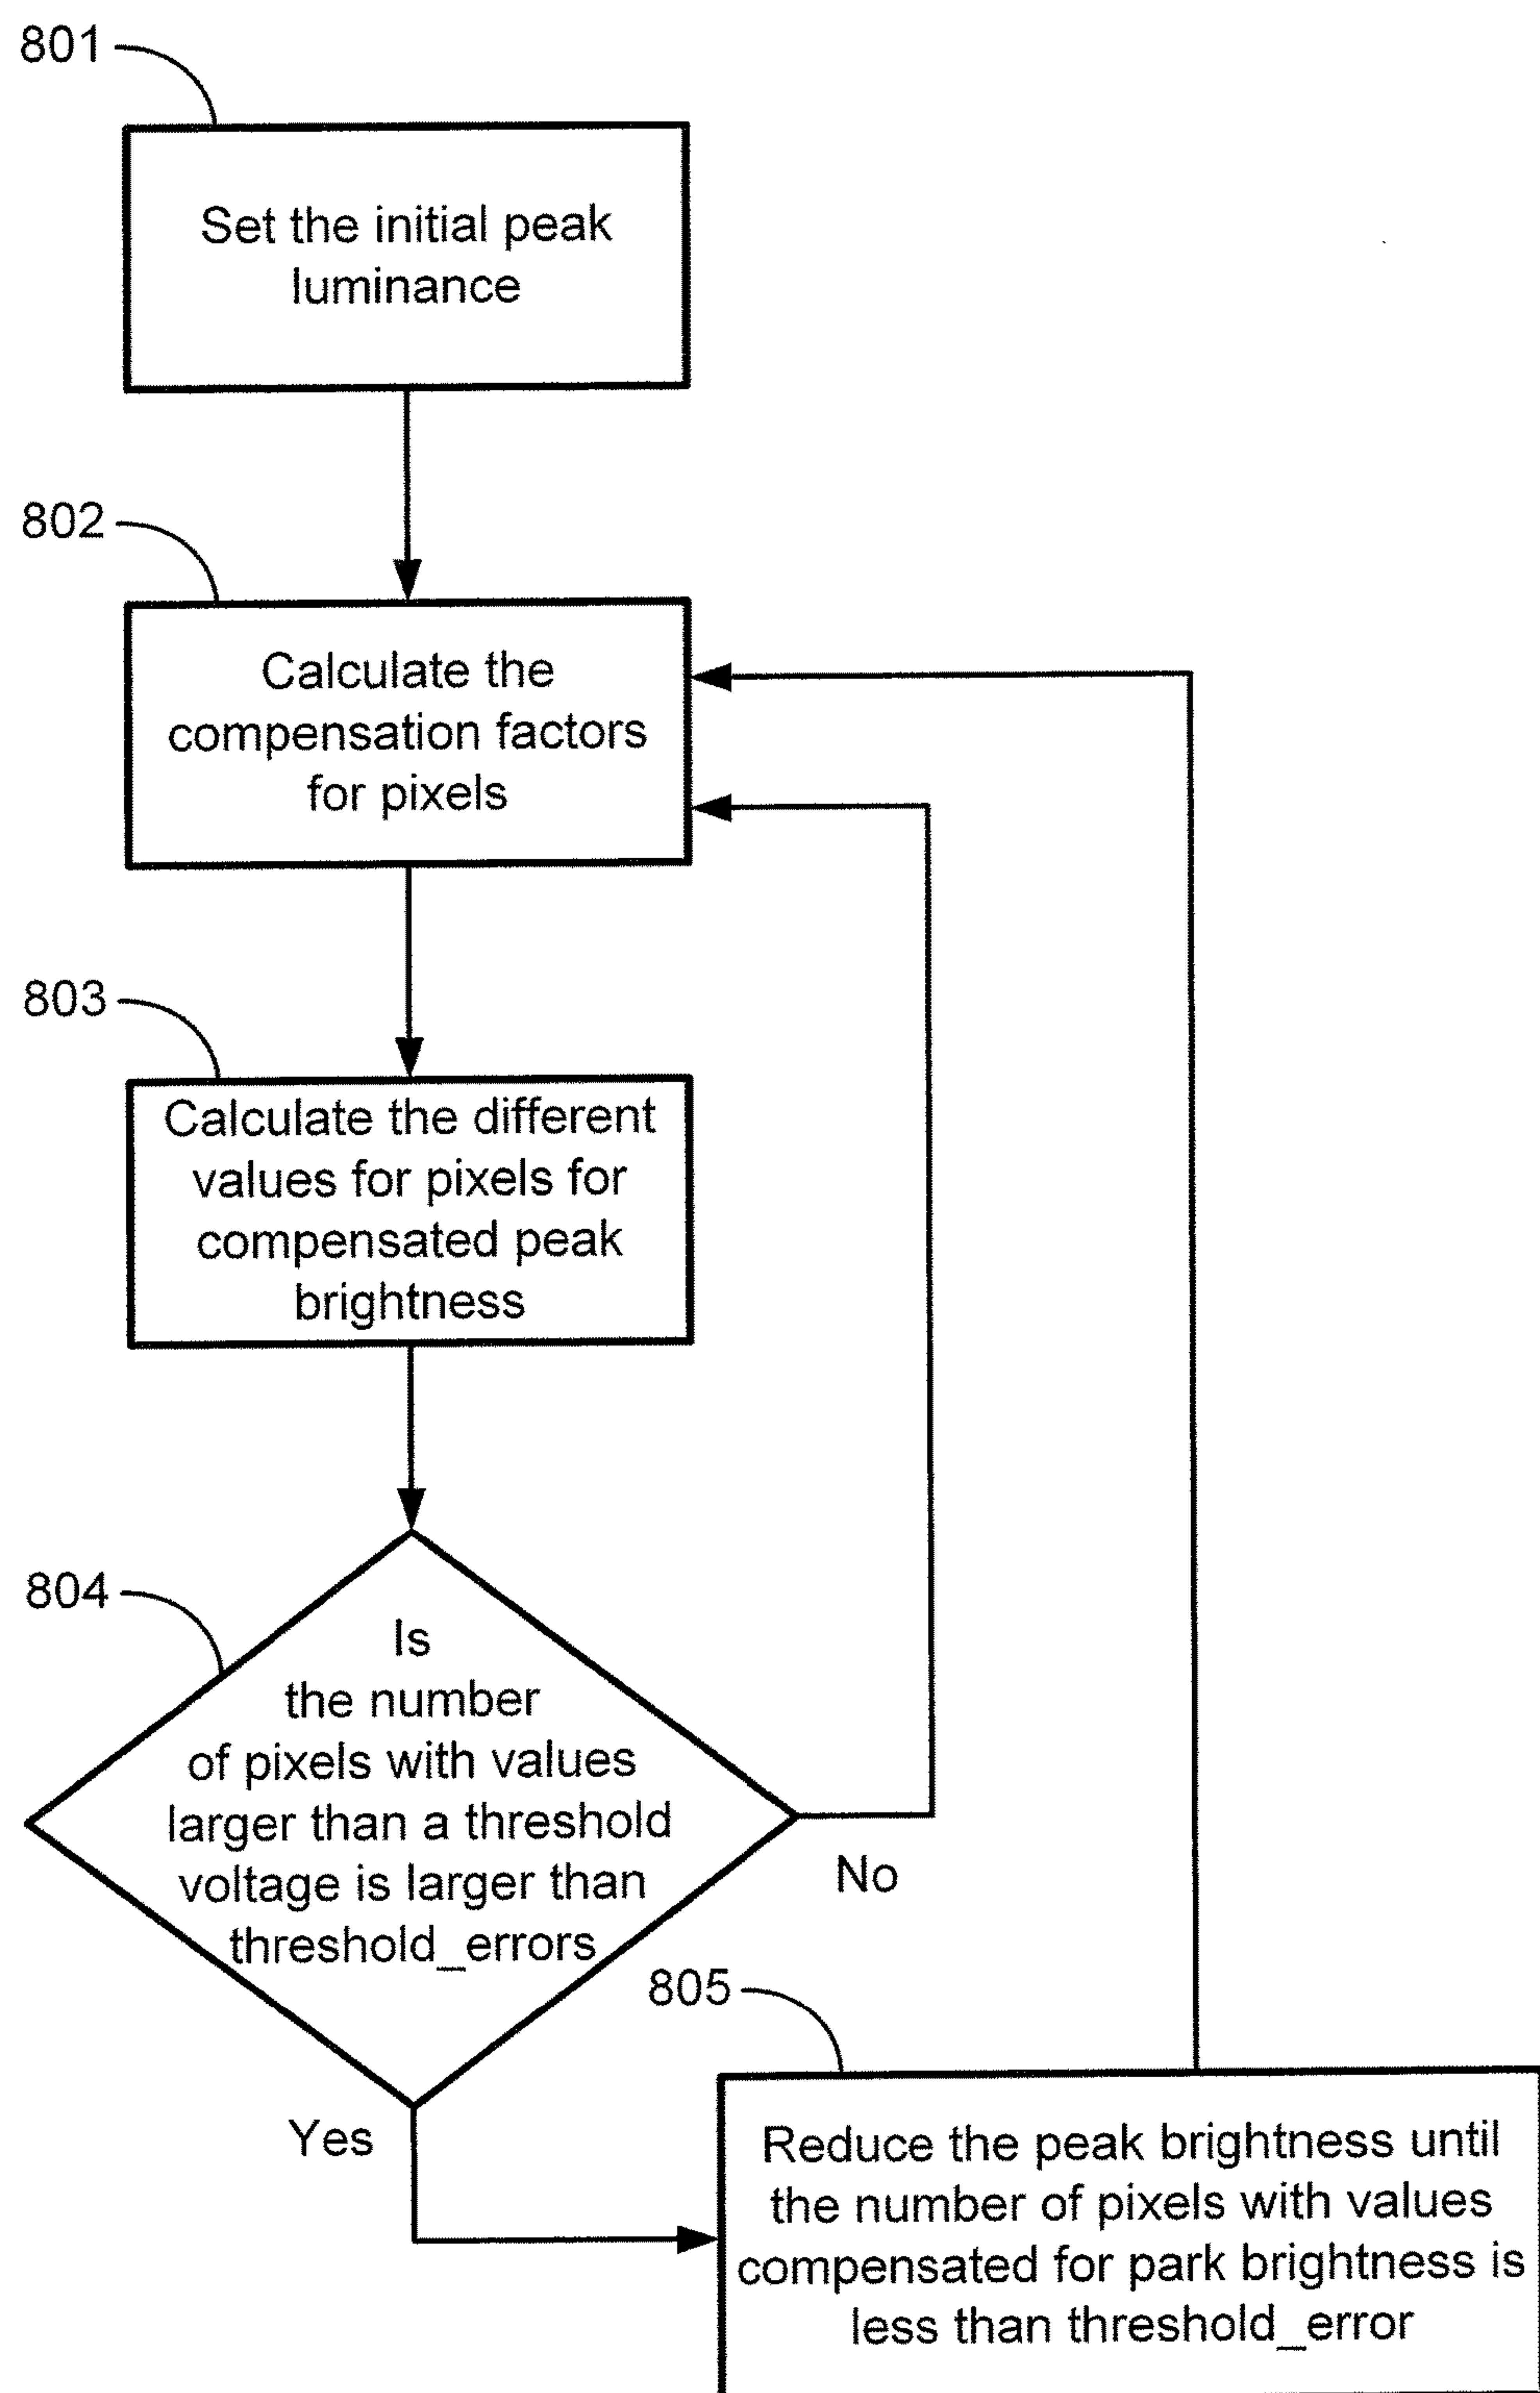 801
Set the initial peak
luminance
802
Calculate the
compensation factors
for pixels
803
Calculate the different
values for pixels for
compensated peak
brightness
804
Is
the number
of pixels with values
larger than a threshold
voltage is larger than
threshold_errors
No
Yes
805
Reduce the peak brightness until
the number of pixels with values
compensated for park brightness is
less than threshold_error